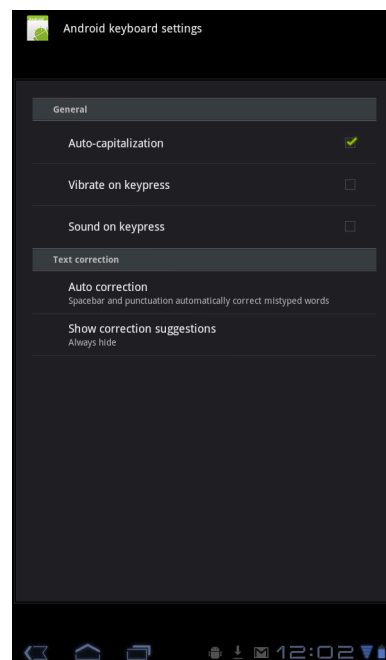 Android keyboard settings
General
Auto-capitalization
Vibrate on keypress
Sound on keypress
Text correction
Auto correction
Spacebar and punctuation automatically correct mistyped words
Show correction suggestions
Always hide
12:02